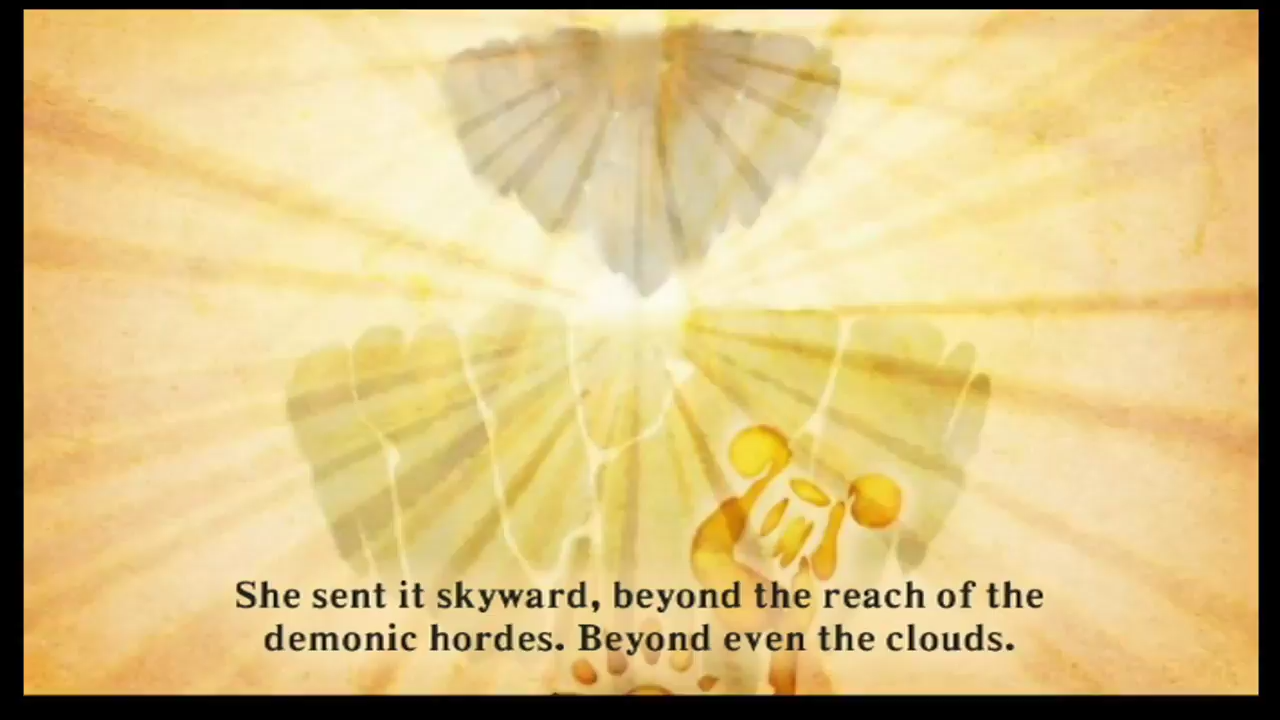 She sent it skyward, beyond the reach of the
demonic hordes. Beyond even the clouds.